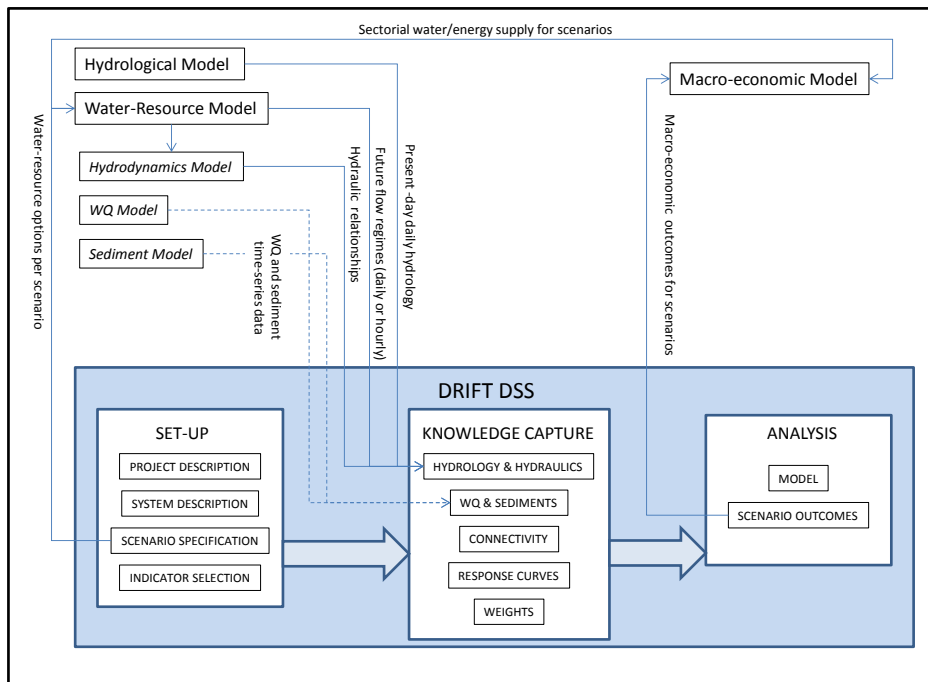 Sectorial water/energy supply for scenarios
Hydrological Model
Macro-economic Model
Water-Resource Model
Hydrodynamics Model
WQ Model
Sediment Model
Water-resource options per scenario
WQ and sediment
time-series data
Hydraulic relationships
Future flow regimes (daily or hourly)
Present -day daily hydrology
Macro-economic outcomes for scenarios
DRIFT DSS
SET-UP
PROJECT DESCRIPTION
SYSTEM DESCRIPTION
SCENARIO SPECIFICATION
INDICATOR SELECTION
KNOWLEDGE CAPTURE
HYDROLOGY & HYDRAULICS
WQ & SEDIMENTS
CONNECTIVITY
RESPONSE CURVES
WEIGHTS
ANALYSIS
MODEL
SCENARIO OUTCOMES